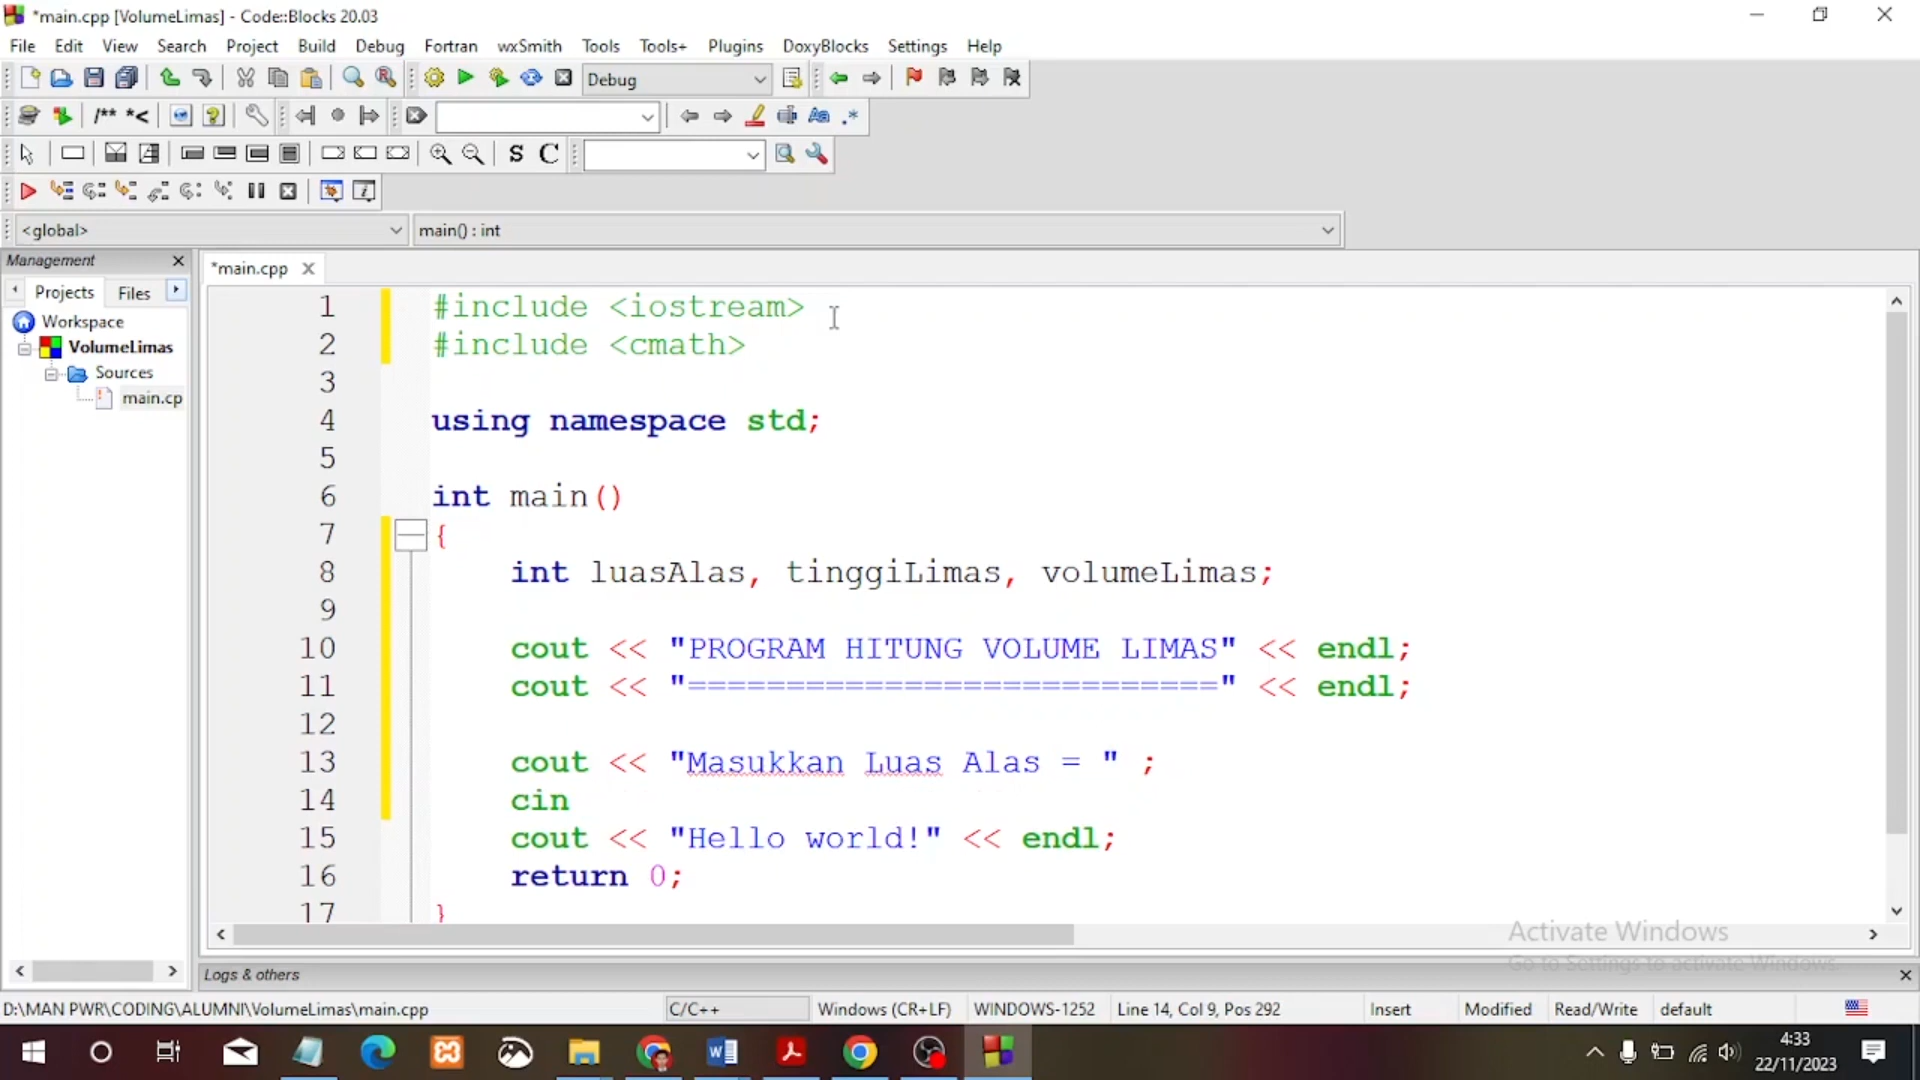 *main.cpp [VolumeLimas] - Code::Blocks 20.03
File Edit View Search Project Build Debug Fortran wxSmith Tools Tools+ Plugins DoxyBlocks Settings Help
Debug
/** *<
S C
<global> main() : int
Management
*main.cpp
Projects Files
Workspace
VolumeLimas
Sources
main.cp
1 #include <iostream>
2 #include <cmath>
3
4 using namespace std;
5
6 int main()
7 {
8 int luasAlas, tinggiLimas, volumeLimas;
9
10 cout << "PROGRAM HITUNG VOLUME LIMAS" << endl;
11 cout << "===========================" << endl;
12
13 cout << "Masukkan Luas Alas = " ;
14 cin
15 cout << "Hello world!" << endl;
16 return 0;
17 }
Activate Windows
Go to Settings to activate Windows.
Logs & others
D:\MAN PWR\CODING\ALUMNI\VolumeLimas\main.cpp C/C++ Windows (CR+LF) WINDOWS-1252 Line 14, Col 9, Pos 292 Insert Modified Read/Write default
4:33
22/11/2023